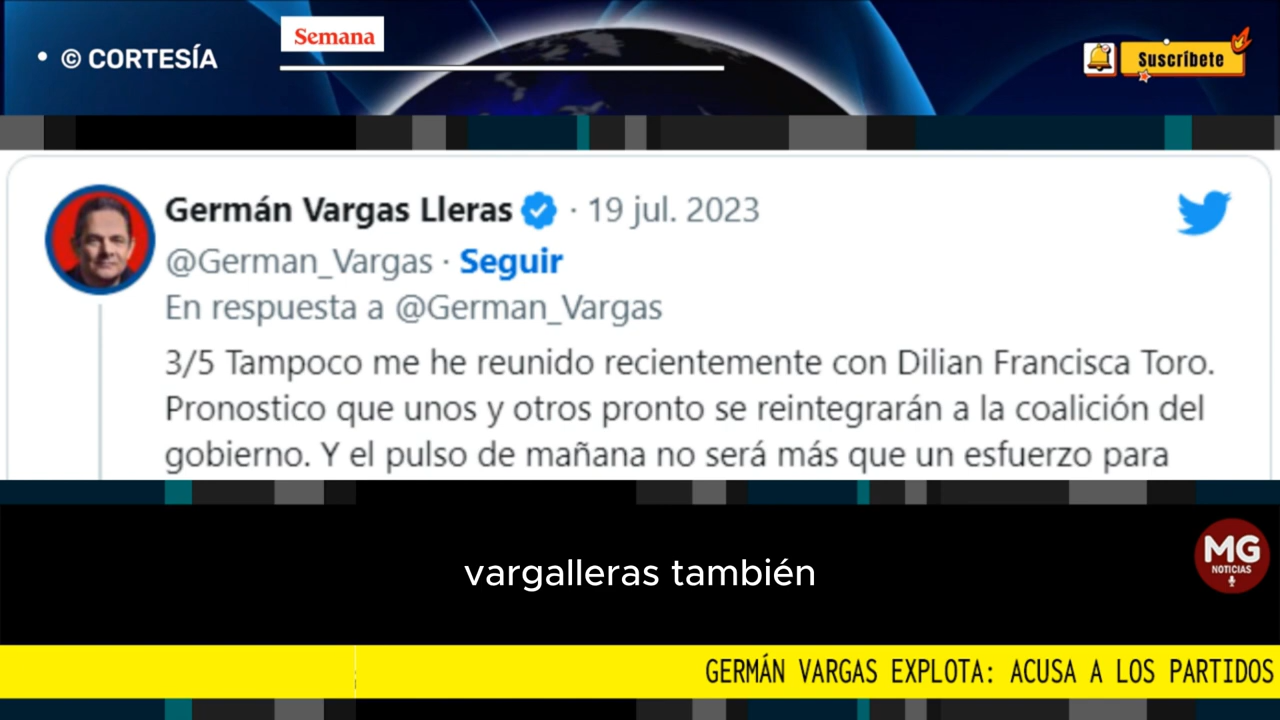 • © CORTESÍA
Semana
Suscríbete
Germán Vargas Lleras · 19 jul. 2023
@German_Vargas · Seguir
En respuesta a @German_Vargas
3/5 Tampoco me he reunido recientemente con Dilian Francisca Toro.
Pronostico que unos y otros pronto se reintegrarán a la coalición del
gobierno. Y el pulso de mañana no será más que un esfuerzo para
vargalleras también
MG
NOTICIAS
GERMÁN VARGAS EXPLOTA: ACUSA A LOS PARTIDOS